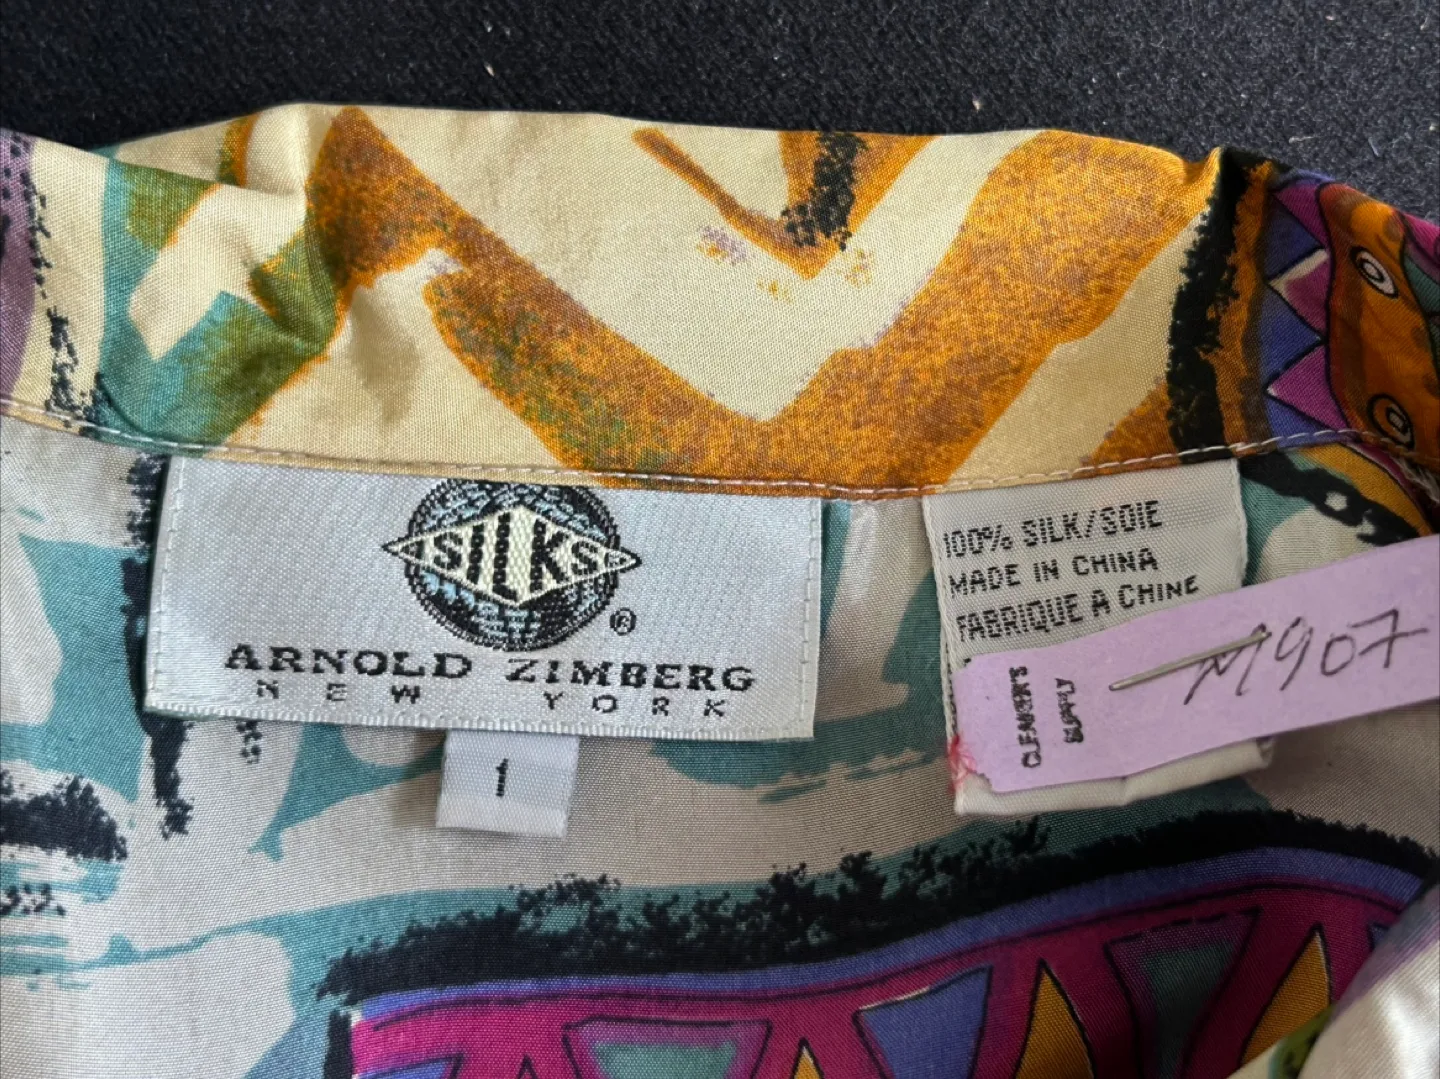 SILKS
®
ARNOLD ZIMBERG
NEW YORK
1
100% SILK/SOIE
MADE IN CHINA
FABRIQUE A CHINE
CLEANER'S
SUPPLY
M907